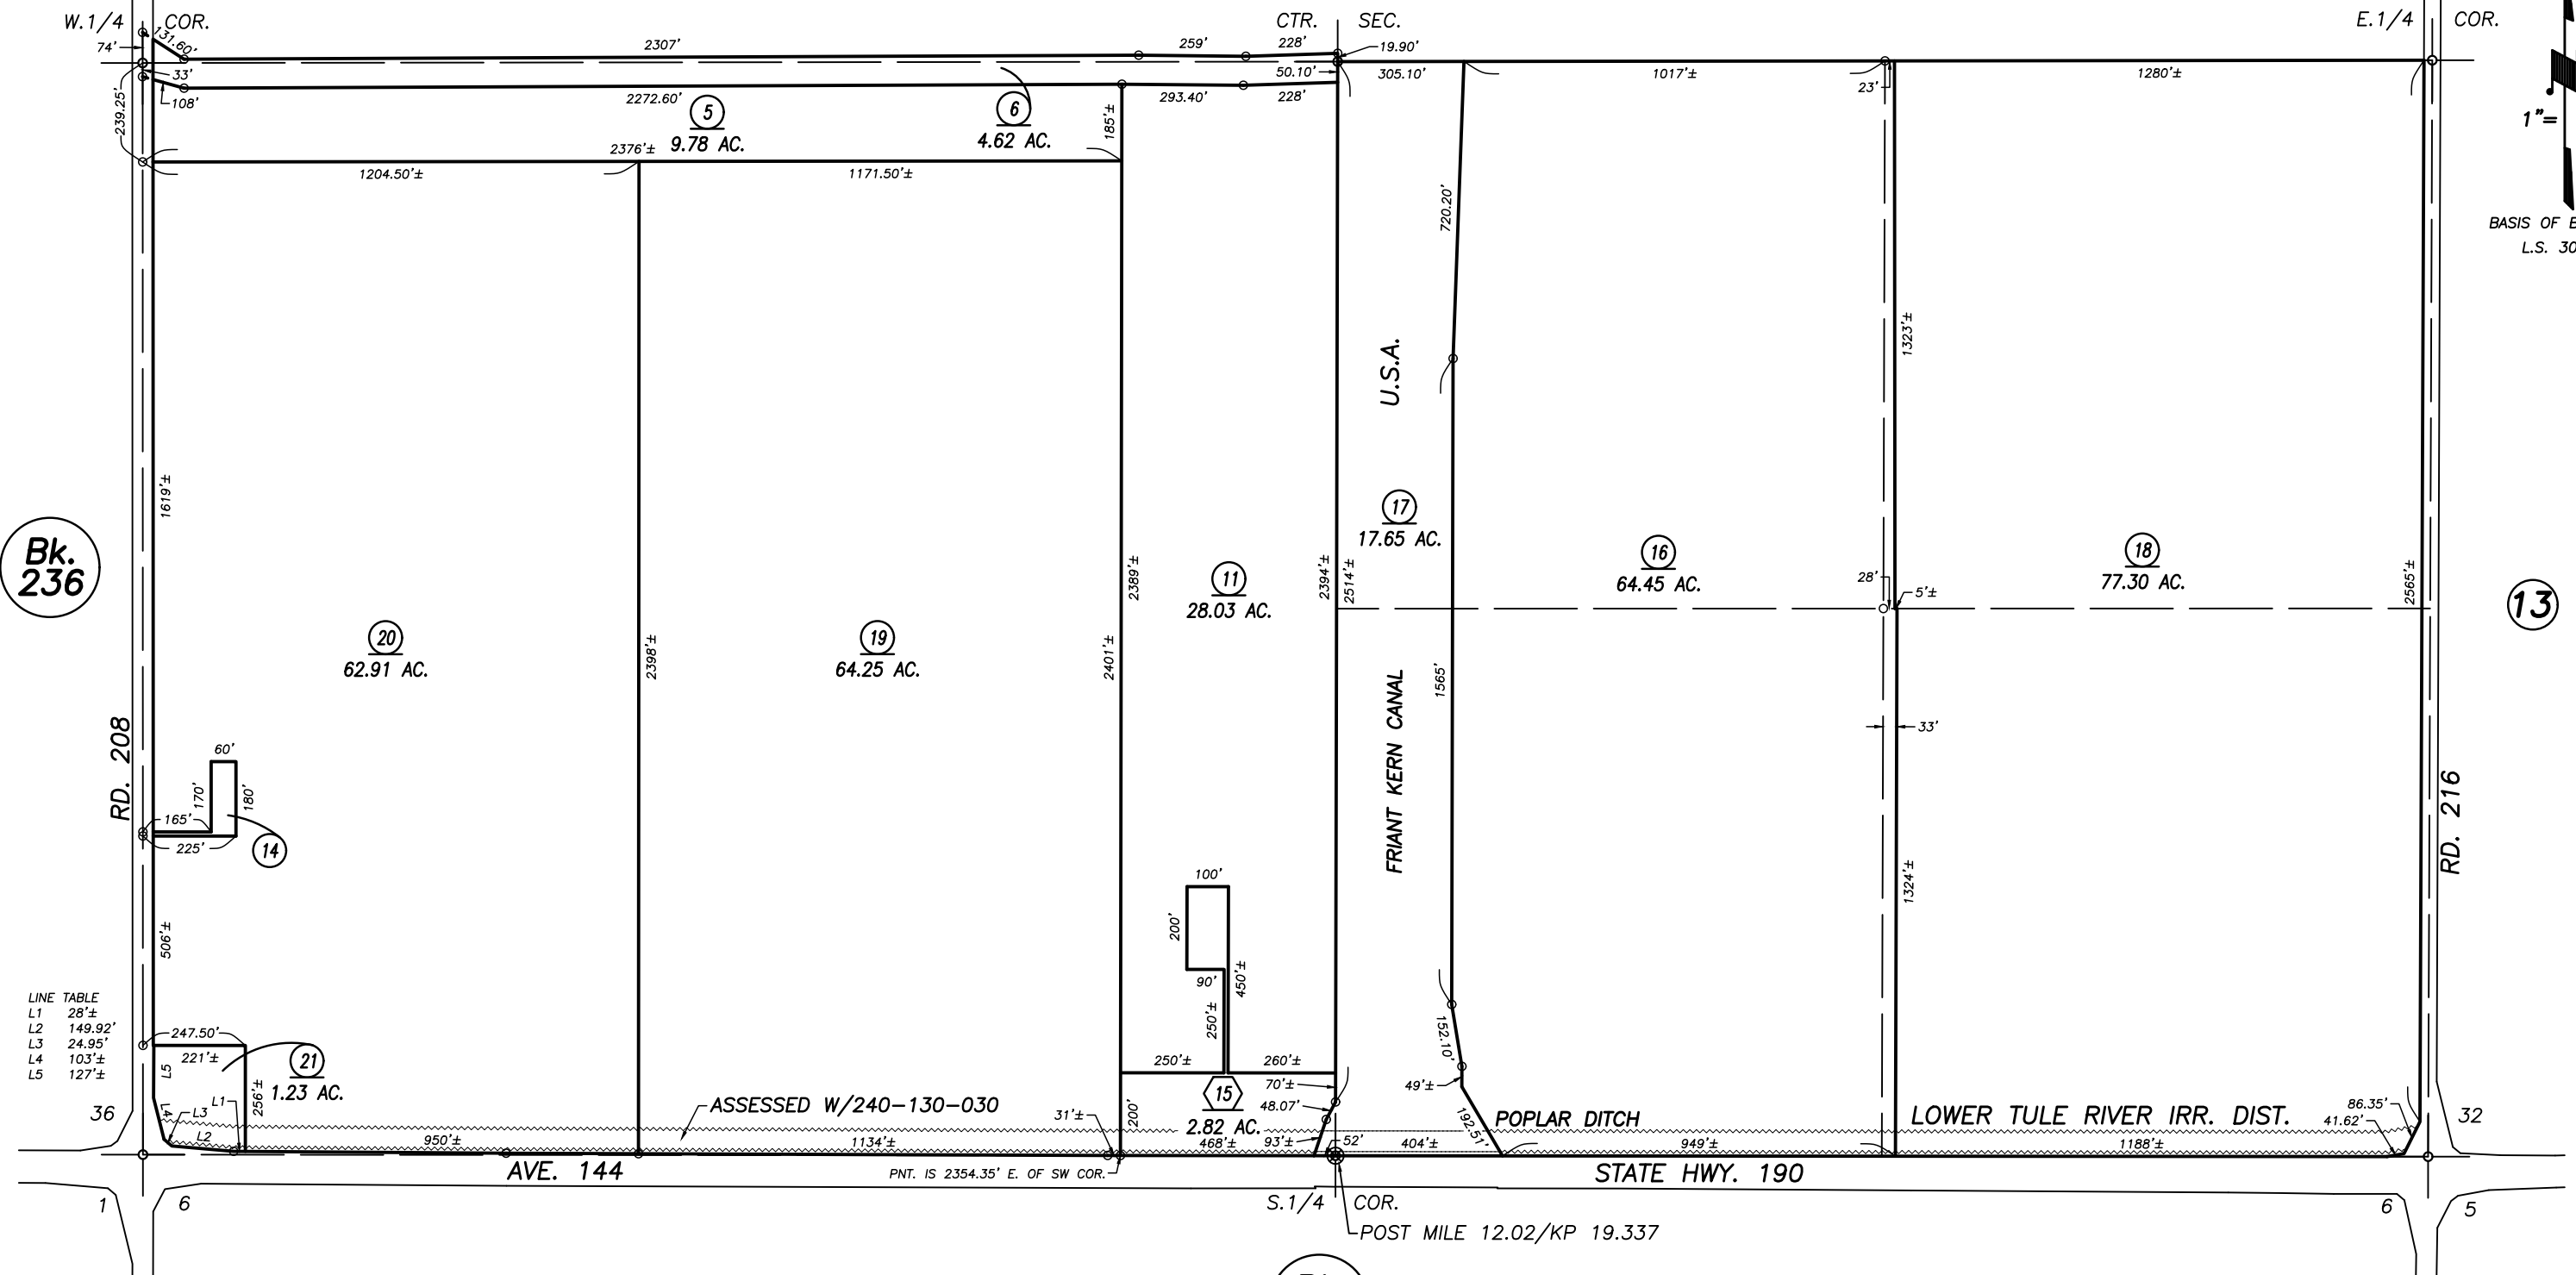 W.1/4 COR.
CTR. SEC.
E.1/4 COR.
74'
131.60'
2307'
259'
228'
19.90'
33'
50.10'
305.10'
1017'±
23'
1280'±
239.25'
108'
2272.60'
293.40'
228'
1"=
5
9.78 AC.
6
4.62 AC.
185'±
2376'±
1204.50'±
1171.50'±
720.20'
BASIS OF
L.S. 30
1323'±
U.S.A.
1619'±
Bk.
236
17
17.65 AC.
16
64.45 AC.
18
77.30 AC.
11
28.03 AC.
2389'±
2394'±
2514'±
28'
5'±
2565'±
13
20
62.91 AC.
2398'±
19
64.25 AC.
2401'±
1565'
FRIANT KERN CANAL
33'
RD. 208
RD. 216
60'
170'
180'
165'
225'
14
100'
200'
90'
250'±
450'±
1324'±
506'±
LINE TABLE
L1 28'±
L2 149.92'
L3 24.95'
L4 103'±
L5 127'±
247.50'
221'±
L5
21
1.23 AC.
256'±
L1
L3
L4
L2
250'±
260'±
152.10'
70'±
49'±
15
2.82 AC.
48.07'
36
ASSESSED W/240-130-030
31'±
200'
192.51'
POPLAR DITCH
LOWER TULE RIVER IRR. DIST.
86.35'
41.62'
32
950'±
1134'±
468'±
93'±
52'
404'±
949'±
1188'±
AVE. 144
PNT. IS 2354.35' E. OF SW COR.
STATE HWY. 190
1
6
S.1/4 COR.
6
5
POST MILE 12.02/KP 19.337